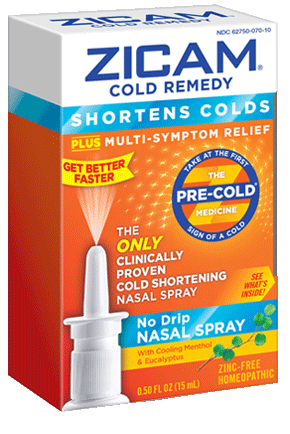 NDC 62750-070-10
ZICAM®
COLD REMEDY
SHORTENS COLDS
PLUS MULTI-SYMPTOM RELIEF
GET BETTER
FASTER
TAKE AT THE FIRST
THE
PRE-COLD®
MEDICINE
SIGN OF A COLD
THE
ONLY
CLINICALLY
PROVEN
COLD SHORTENING
NASAL SPRAY
SEE
WHAT'S
INSIDE!
No Drip
NASAL SPRAY
With Cooling Menthol
& Eucalyptus
ZINC-FREE
HOMEOPATHIC
0.50 FL OZ (15 mL)